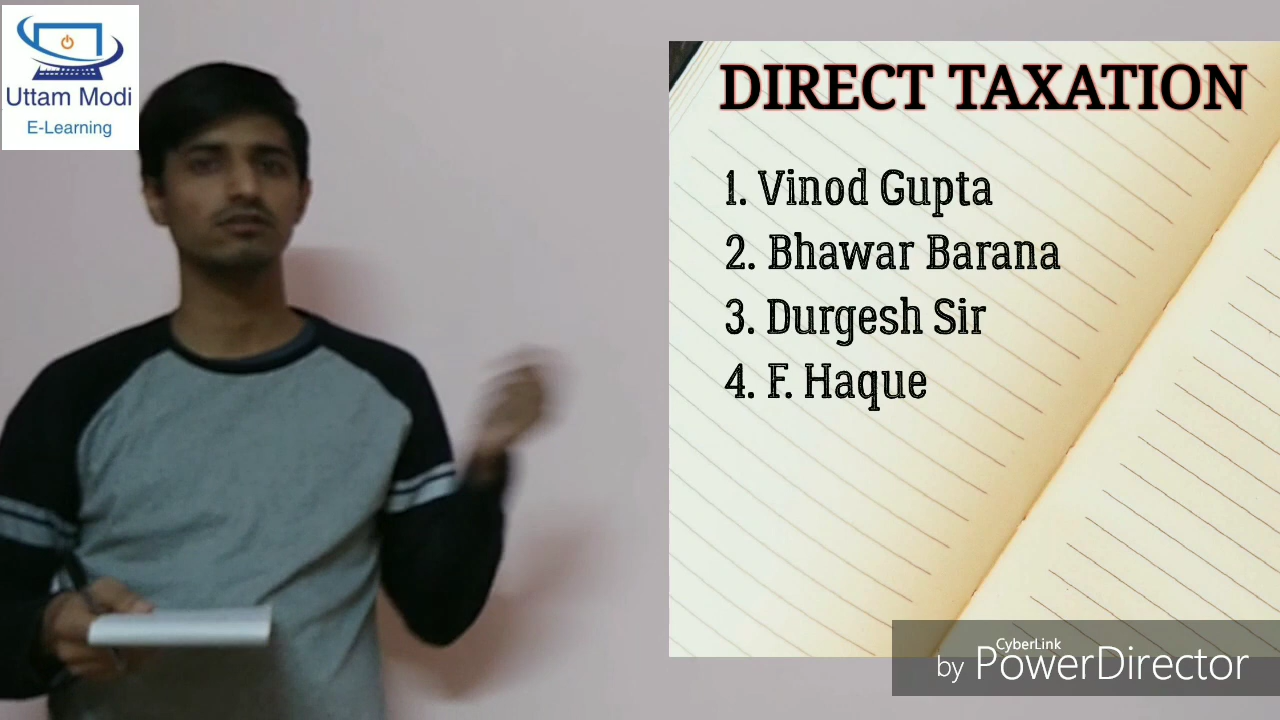 Uttam Modi
E-Learning
DIRECT TAXATION
1. Vinod Gupta
2. Bhawar Barana
3. Durgesh Sir
4. F. Haque
CyberLink
by PowerDirector